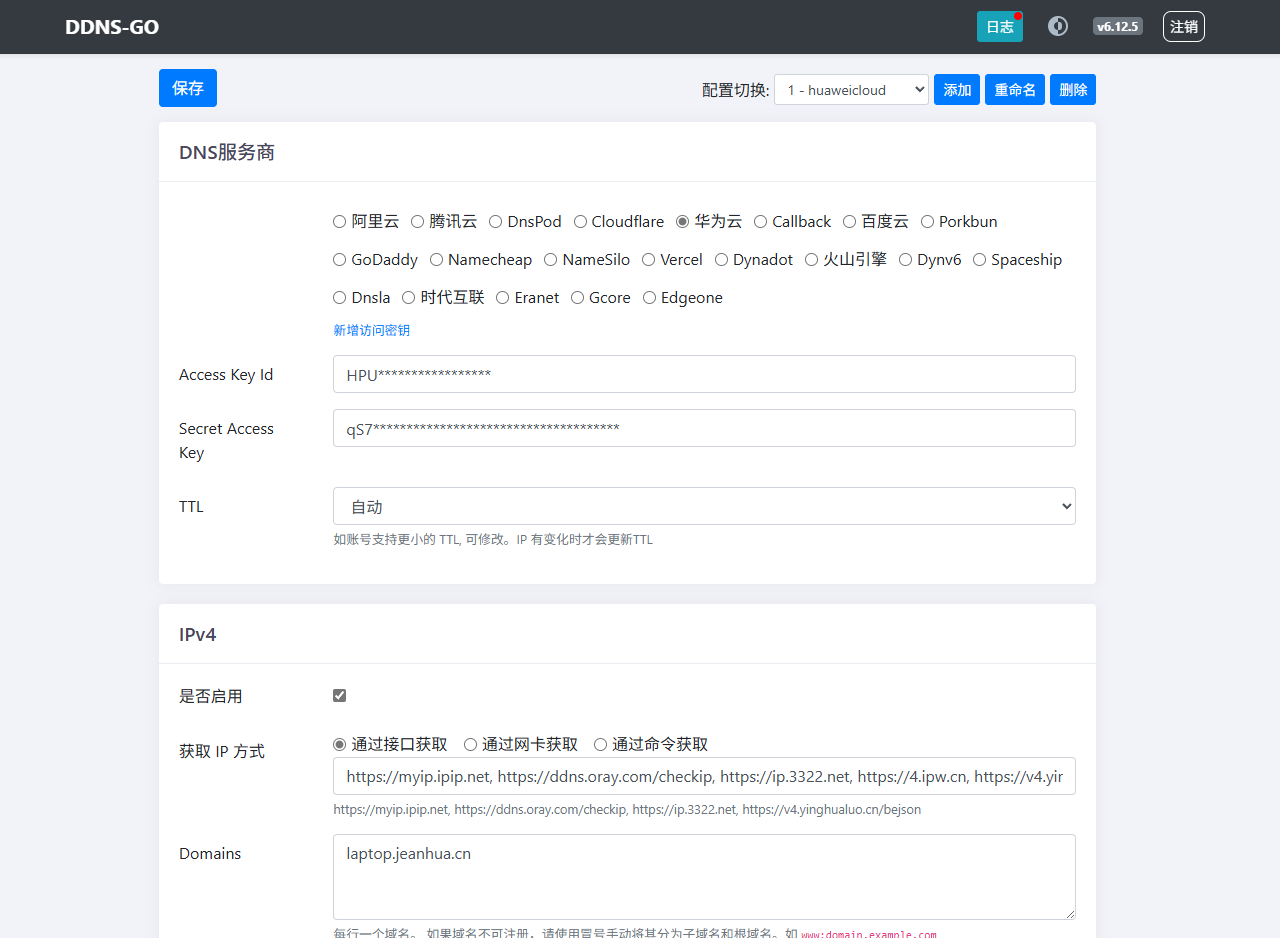 DDNS-GO
日志
v6.12.5
注销
保存
配置切换:
1 - huaweicloud
添加
重命名
删除
DNS服务商
阿里云 腾讯云 DnsPod Cloudflare 华为云 Callback 百度云 Porkbun
GoDaddy Namecheap NameSilo Vercel Dynadot 火山引擎 Dynv6 Spaceship
Dnsla 时代互联 Eranet Gcore Edgeone
新增访问密钥
Access Key Id
HPU*****************
Secret Access
Key
qS7*************************************
TTL
自动
如账号支持更小的 TTL, 可修改。IP 有变化时才会更新TTL
IPv4
是否启用
获取 IP 方式
通过接口获取 通过网卡获取 通过命令获取
https://myip.ipip.net, https://ddns.oray.com/checkip, https://ip.3322.net, https://4.ipw.cn, https://v4.yir
https://myip.ipip.net, https://ddns.oray.com/checkip, https://ip.3322.net, https://v4.yinghualuo.cn/bejson
Domains
laptop.jeanhua.cn
每行一个域名。 如果域名不可注册，请使用冒号手动将其分为子域名和根域名。如 www:domain.example.com